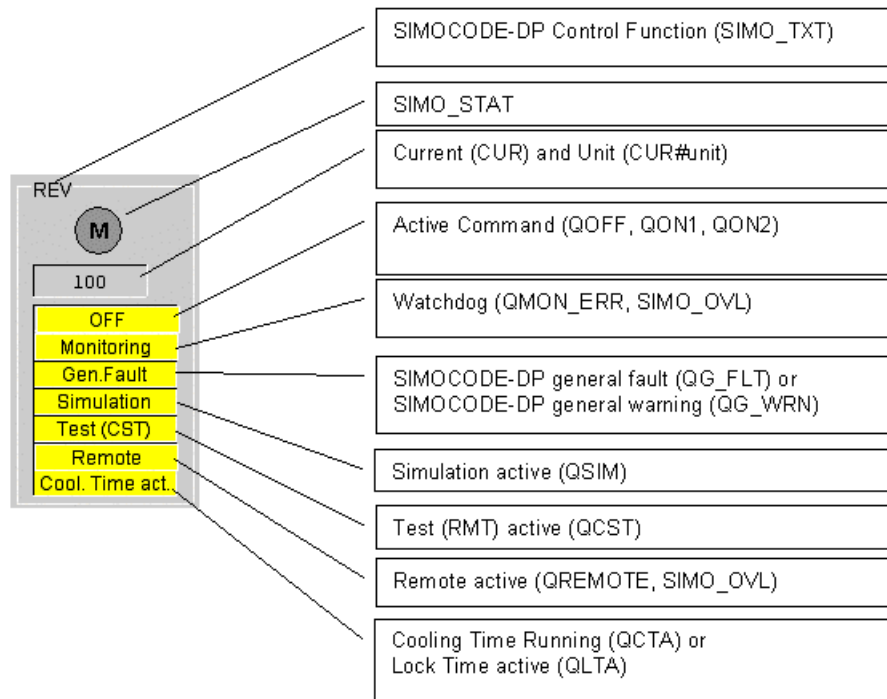 SIMOCODE-DP Control Function (SIMO_TXT)
SIMO_STAT
Current (CUR) and Unit (CUR#unit)
REV
M
100
OFF
Monitoring
Gen.Fault
Simulation
Test (CST)
Remote
Cool. Time act..
Active Command (QOFF, QON1, QON2)
Watchdog (QMON_ERR, SIMO_OVL)
SIMOCODE-DP general fault (QG_FLT) or
SIMOCODE-DP general warning (QG_WRN)
Simulation active (QSIM)
Test (RMT) active (QCST)
Remote active (QREMOTE, SIMO_OVL)
Cooling Time Running (QCTA) or
Lock Time active (QLTA)